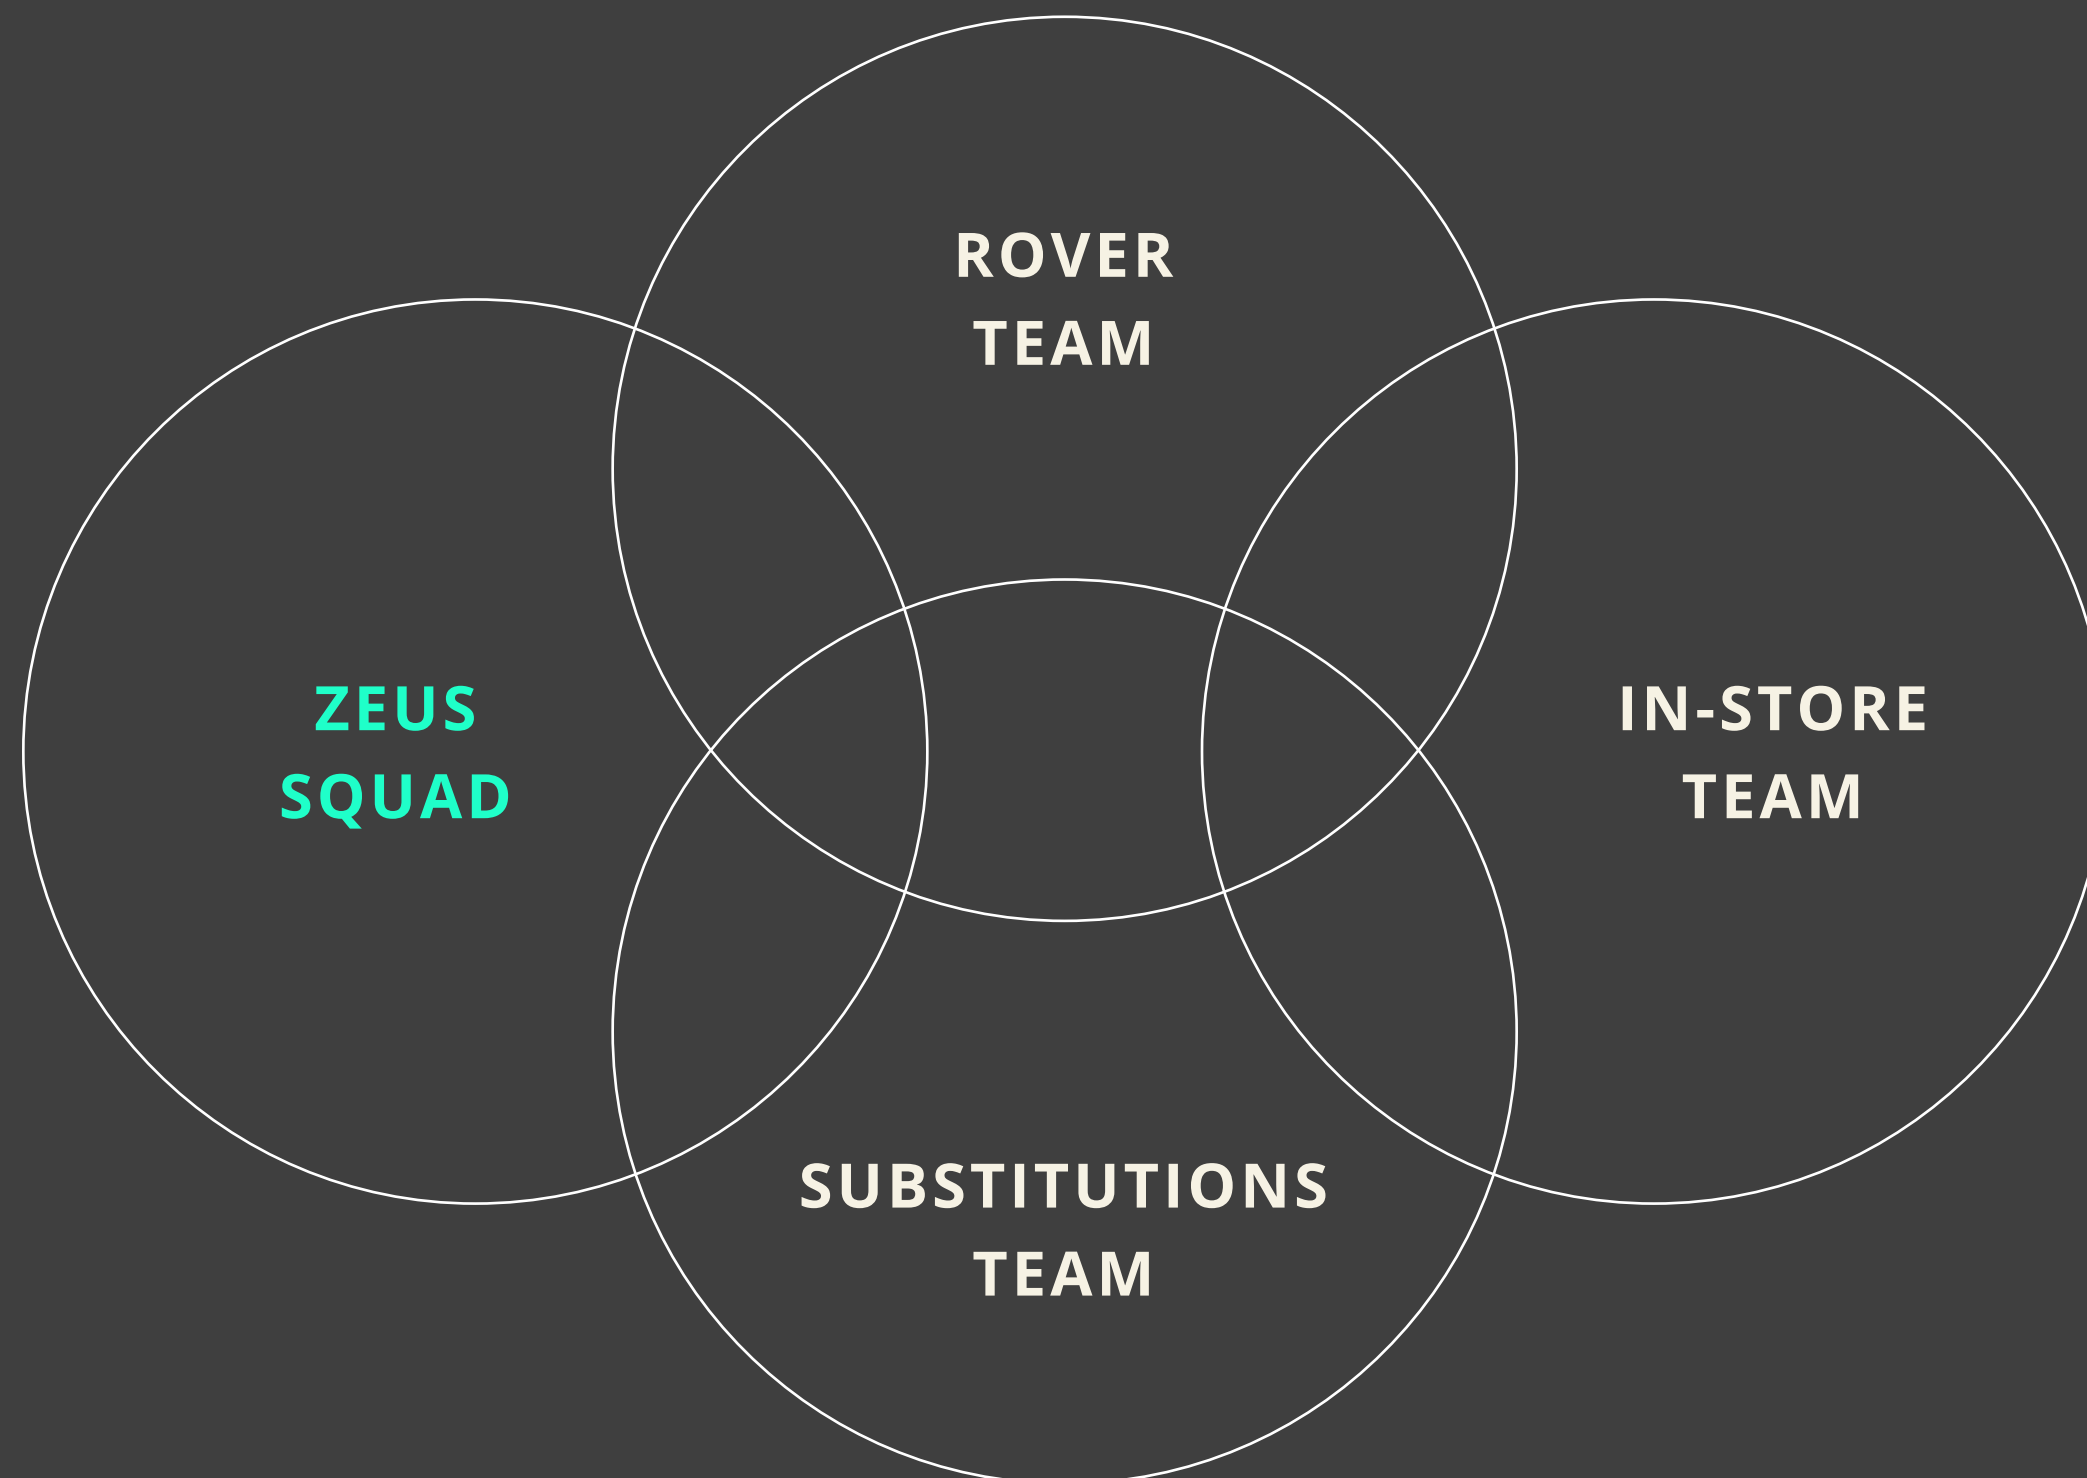 ROVER
TEAM
ZEUS
SQUAD
IN-STORE
TEAM
SUBSTITUTIONS
TEAM